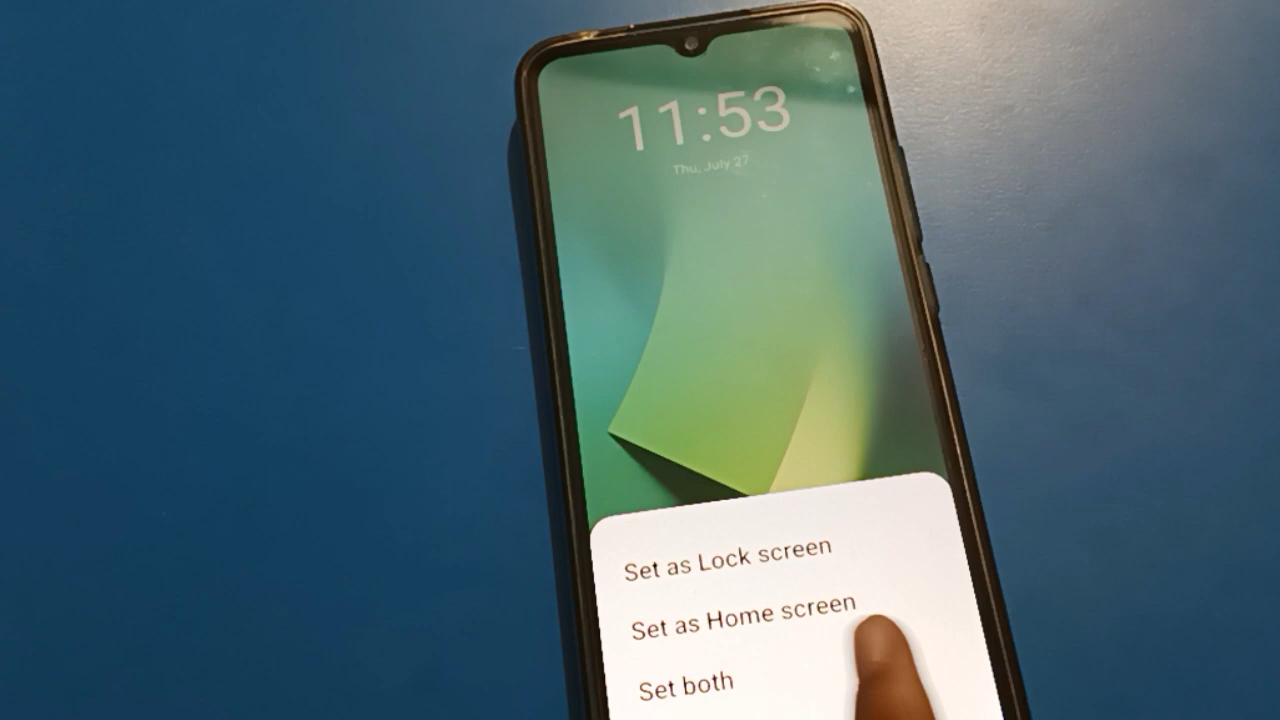 11:53
Thu, July 27
Set as Lock screen
Set as Home screen
Set both